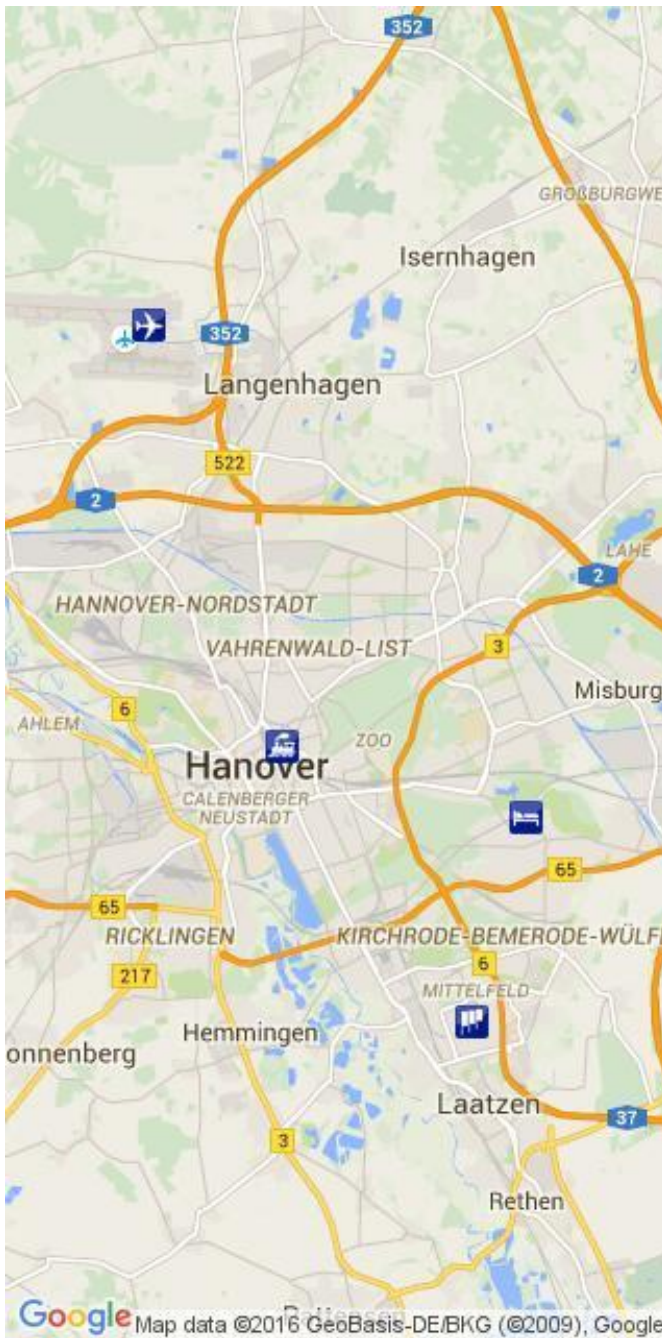 352
GROßBURGWE
Isernhagen
352
Langenhagen
522
2
LAHE
2
HANNOVER-NORDSTADT
VAHRENWALD-LIST
3
Misburg
6
AHLEM
ZOO
Hanover
CALENBERGER
NEUSTADT
65
65
RICKLINGEN
KIRCHRODE-BEMERODE-WÜLF
6
217
MITTELFELD
Hemmingen
onnenberg
Laatzen
37
3
Rethen
Google Map data ©2016 GeoBasis-DE/BKG (©2009), Google